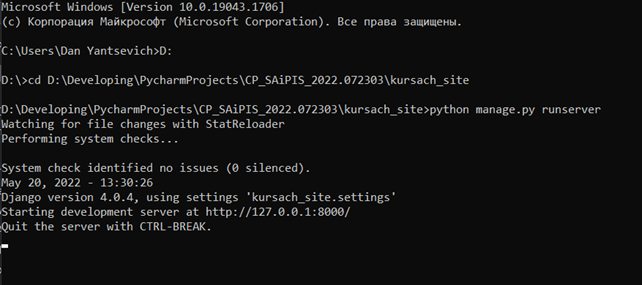 Microsoft Windows [Version 10.0.19043.1706]
(c) Корпорация Майкрософт (Microsoft Corporation). Все права защищены.
C:\Users\Dan Yantsevich>D:
D:\>cd D:\Developing\PycharmProjects\CP_SAiPIS_2022.072303\kursach_site
D:\Developing\PycharmProjects\CP_SAiPIS_2022.072303\kursach_site>python manage.py runserver
Watching for file changes with StatReloader
Performing system checks...
System check identified no issues (0 silenced).
May 20, 2022 - 13:30:26
Django version 4.0.4, using settings 'kursach_site.settings'
Starting development server at http://127.0.0.1:8000/
Quit the server with CTRL-BREAK.